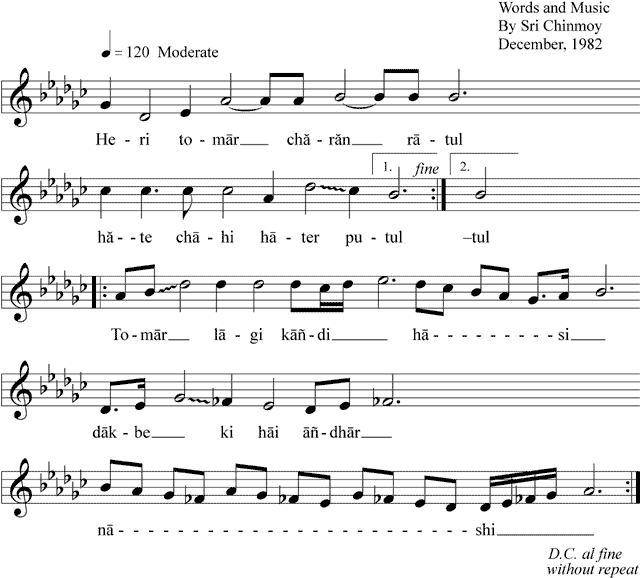 Words and Music
By Sri Chinmoy
December, 1982
= 120 Moderate
He - ri to - mār chă - răn rā - tul
1. fine 2.
hă - - te chā - hi hā - ter pu - tul –tul
To - mār lā - gi kāñ - di hā - - - - - - - - - si
dāk - be ki hāi āñ - dhār
nā - - - - - - - - - - - - - - - - - - - - - - - - shi
D.C. al fine
without repeat